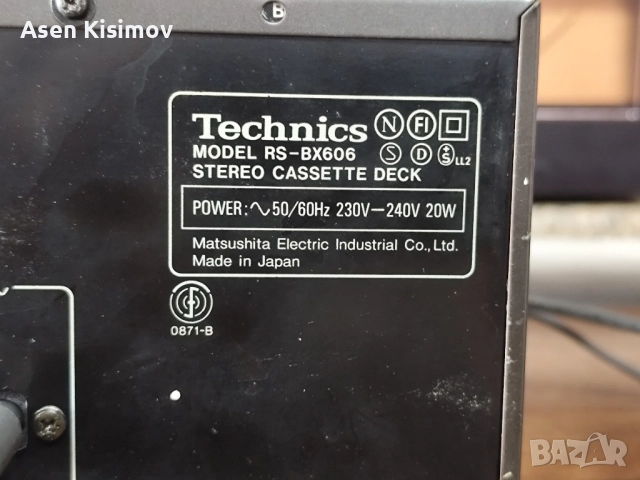 Asen Kisimov
B
Technics N FI
MODEL RS-BX606 S D S LL2
STEREO CASSETTE DECK
POWER: ∿50/60Hz 230V—240V 20W
Matsushita Electric Industrial Co., Ltd.
Made in Japan
0871-B
BAZAR